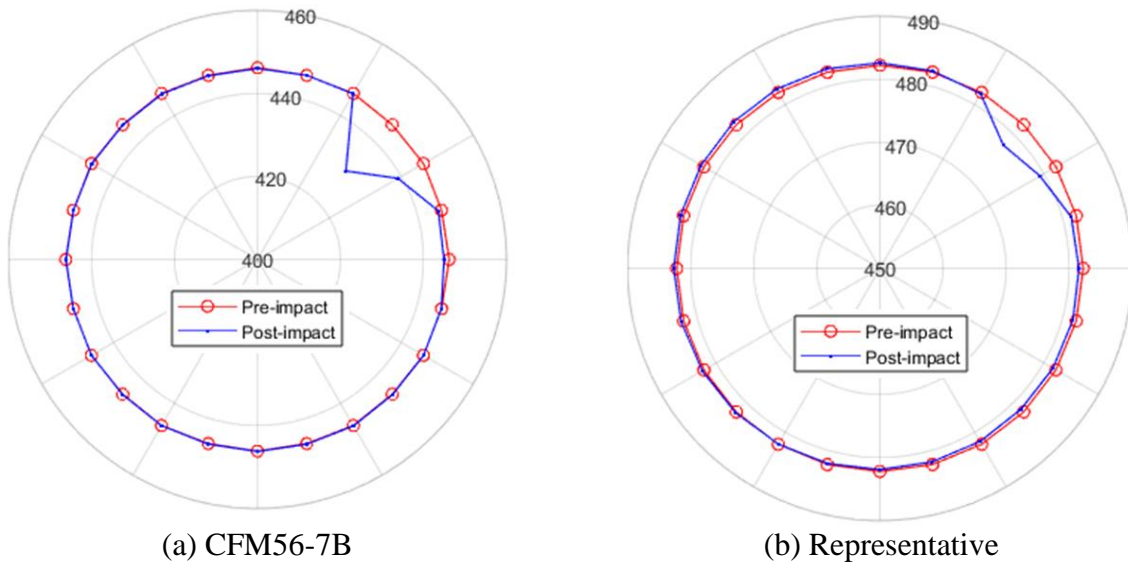 460
440
420
400
Pre-impact
Post-impact
(a) CFM56-7B
490
480
470
460
450
Pre-impact
Post-impact
(b) Representative